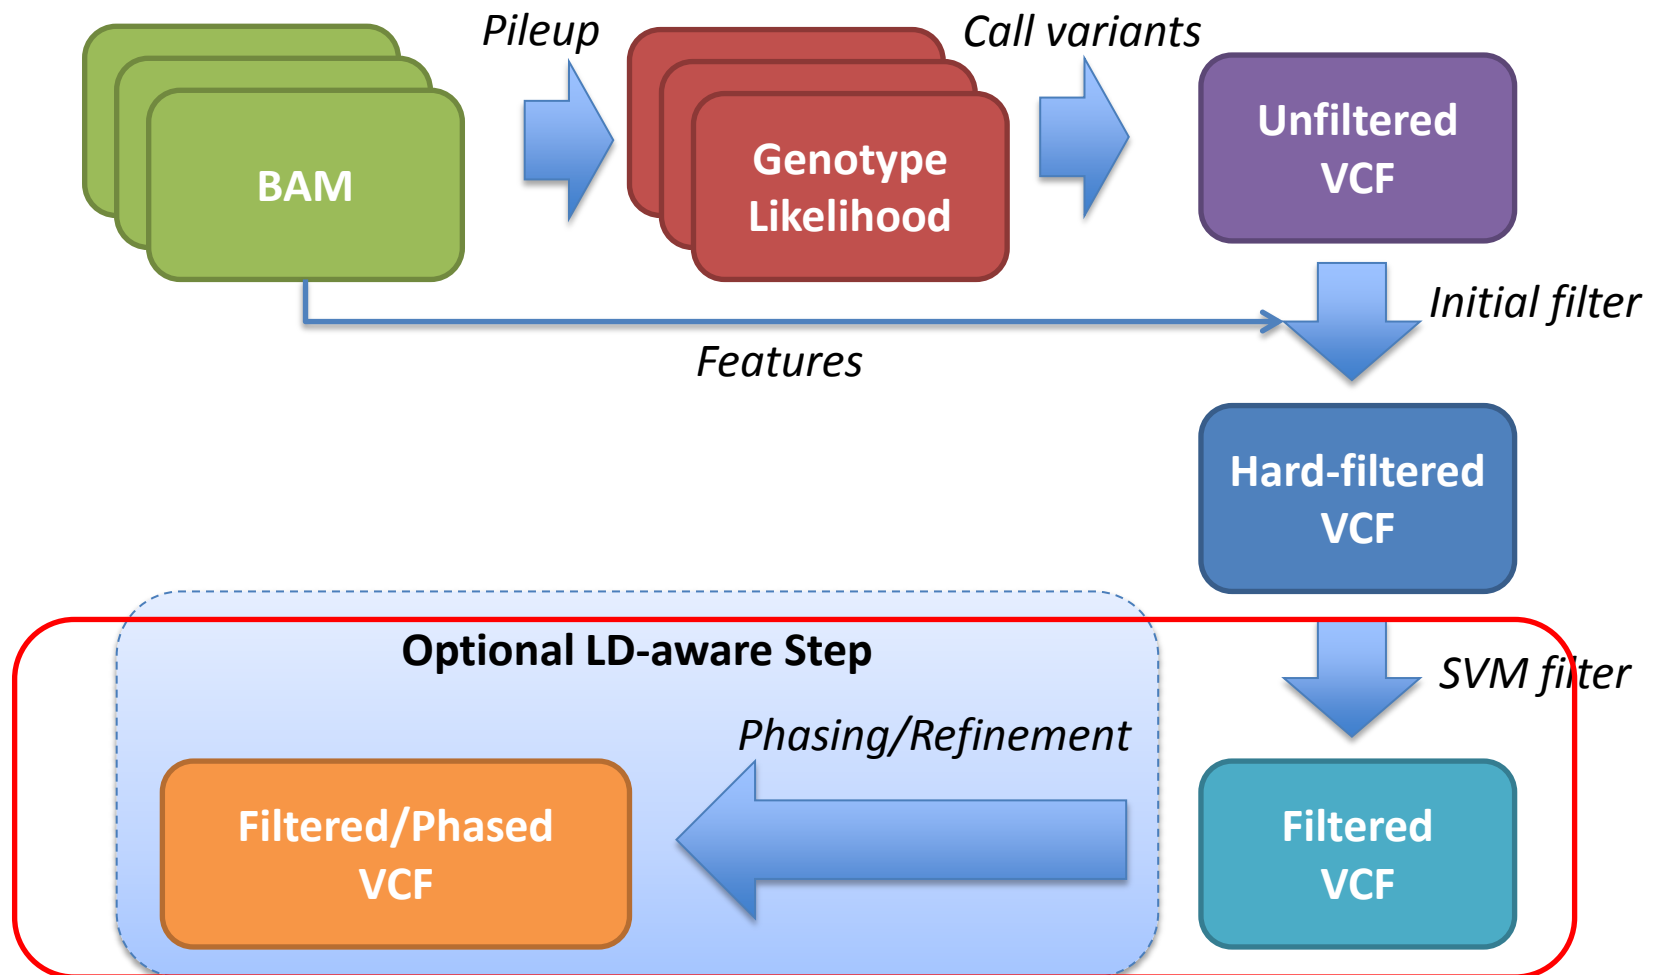 Pileup
Call variants
BAM
Genotype
Likelihood
Unfiltered
VCF
Initial filter
Features
Hard-filtered
VCF
Optional LD-aware Step
SVM filter
Phasing/Refinement
Filtered/Phased
VCF
Filtered
VCF